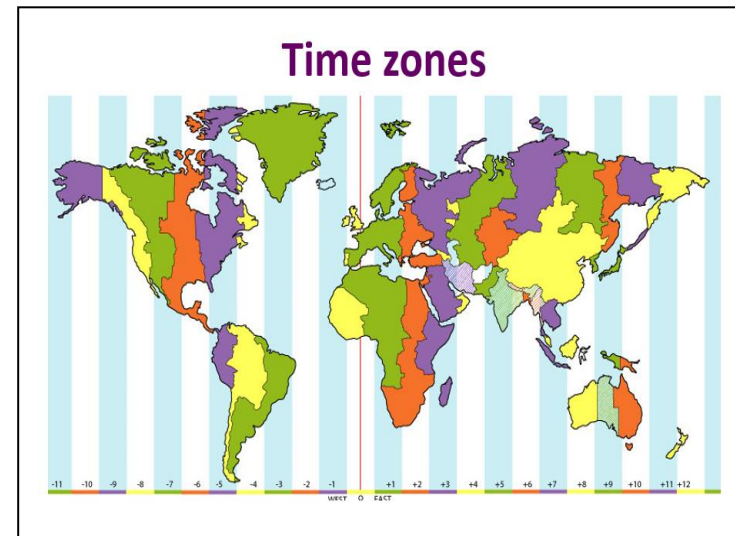 Time zones
-11 -10 -9 -8 -7 -6 -5 -4 -3 -2 -1 +1 +2 +3 +4 +5 +6 +7 +8 +9 +10 +11 +12
WEST 0 EAST